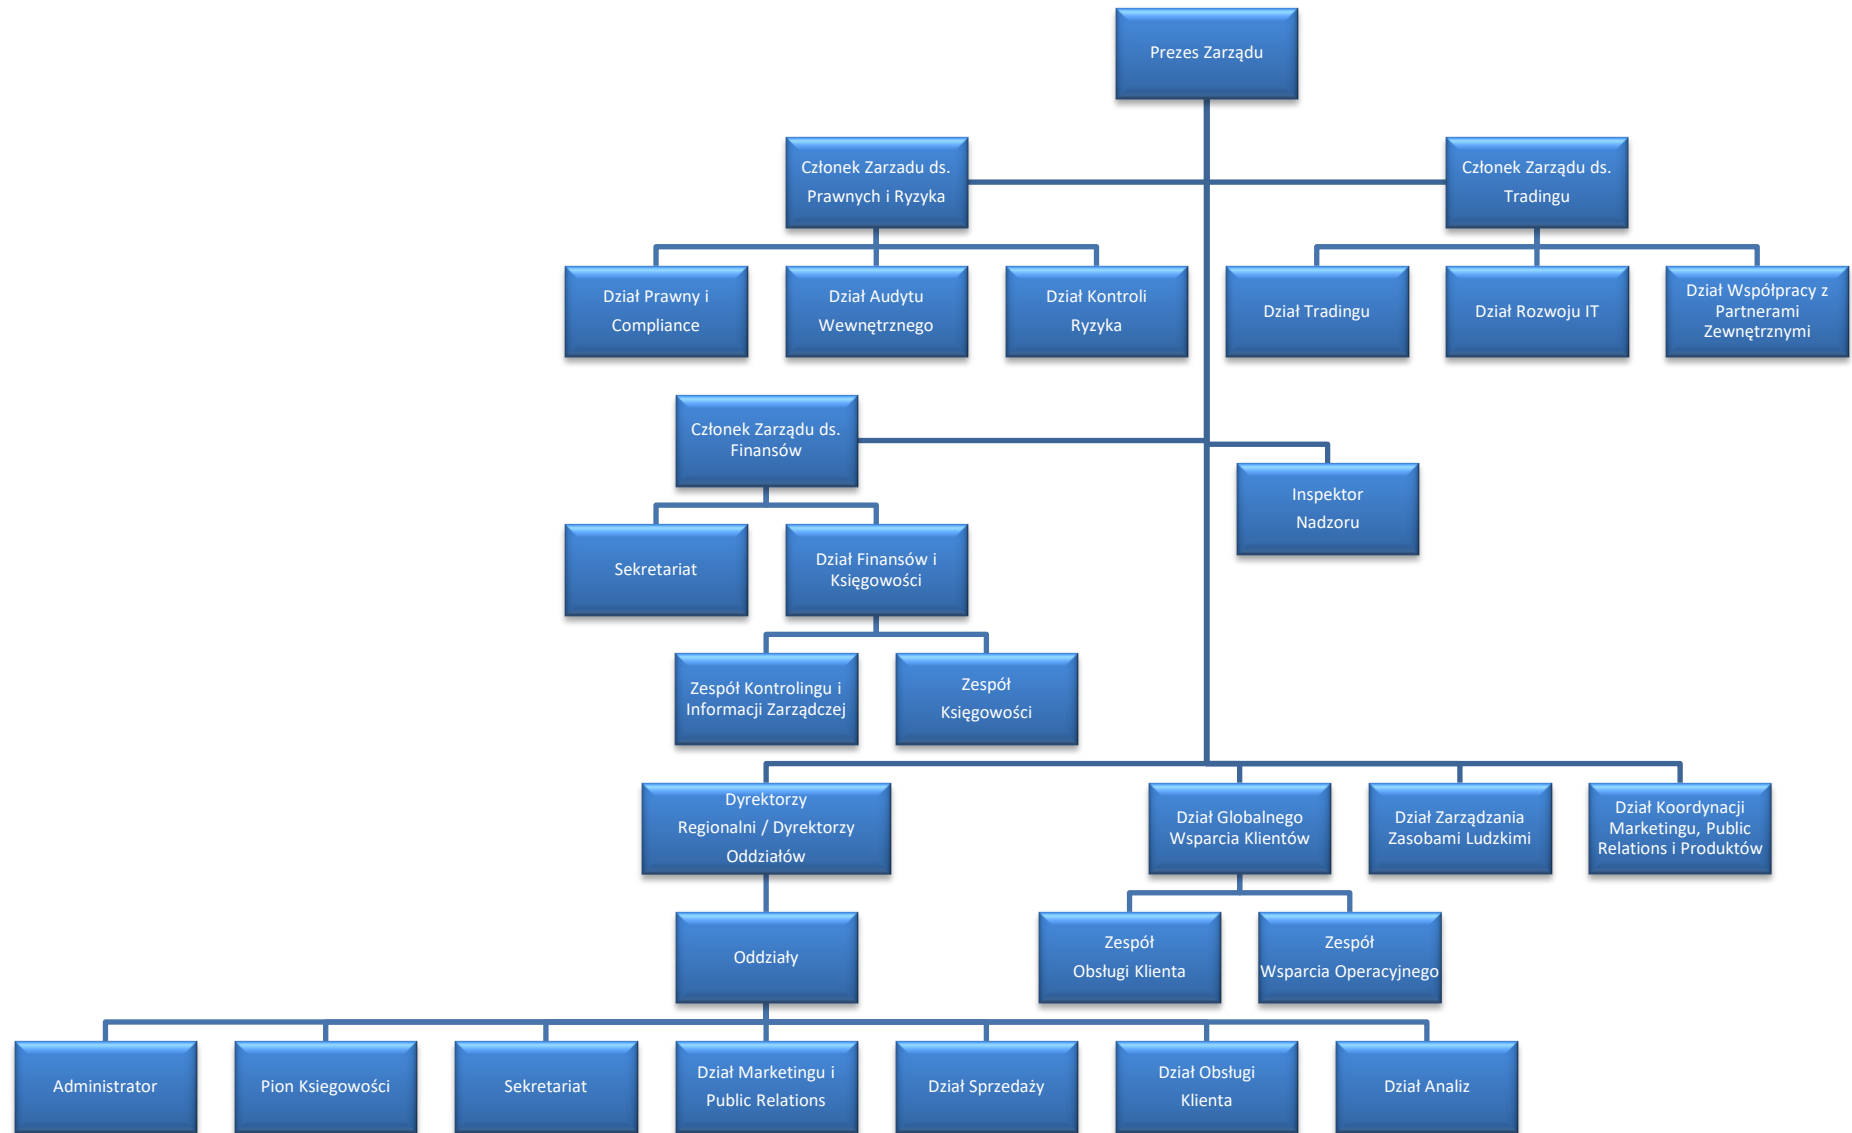 Prezes Zarządu
Członek Zarzadu ds.
Prawnych i Ryzyka
Członek Zarządu ds.
Tradingu
Dział Prawny i
Compliance
Dział Audytu
Wewnętrznego
Dział Kontroli
Ryzyka
Dział Tradingu
Dział Rozwoju IT
Dział Współpracy z
Partnerami
Zewnętrznymi
Członek Zarządu ds.
Finansów
Inspektor
Nadzoru
Sekretariat
Dział Finansów i
Księgowości
Zespół Kontrolingu i
Informacji Zarządczej
Zespół
Księgowości
Dyrektorzy
Regionalni / Dyrektorzy
Oddziałów
Dział Globalnego
Wsparcia Klientów
Dział Zarządzania
Zasobami Ludzkimi
Dział Koordynacji
Marketingu, Public
Relations i Produktów
Oddziały
Zespół
Obsługi Klienta
Zespół
Wsparcia Operacyjnego
Administrator
Pion Ksiegowości
Sekretariat
Dział Marketingu i
Public Relations
Dział Sprzedaży
Dział Obsługi
Klienta
Dział Analiz